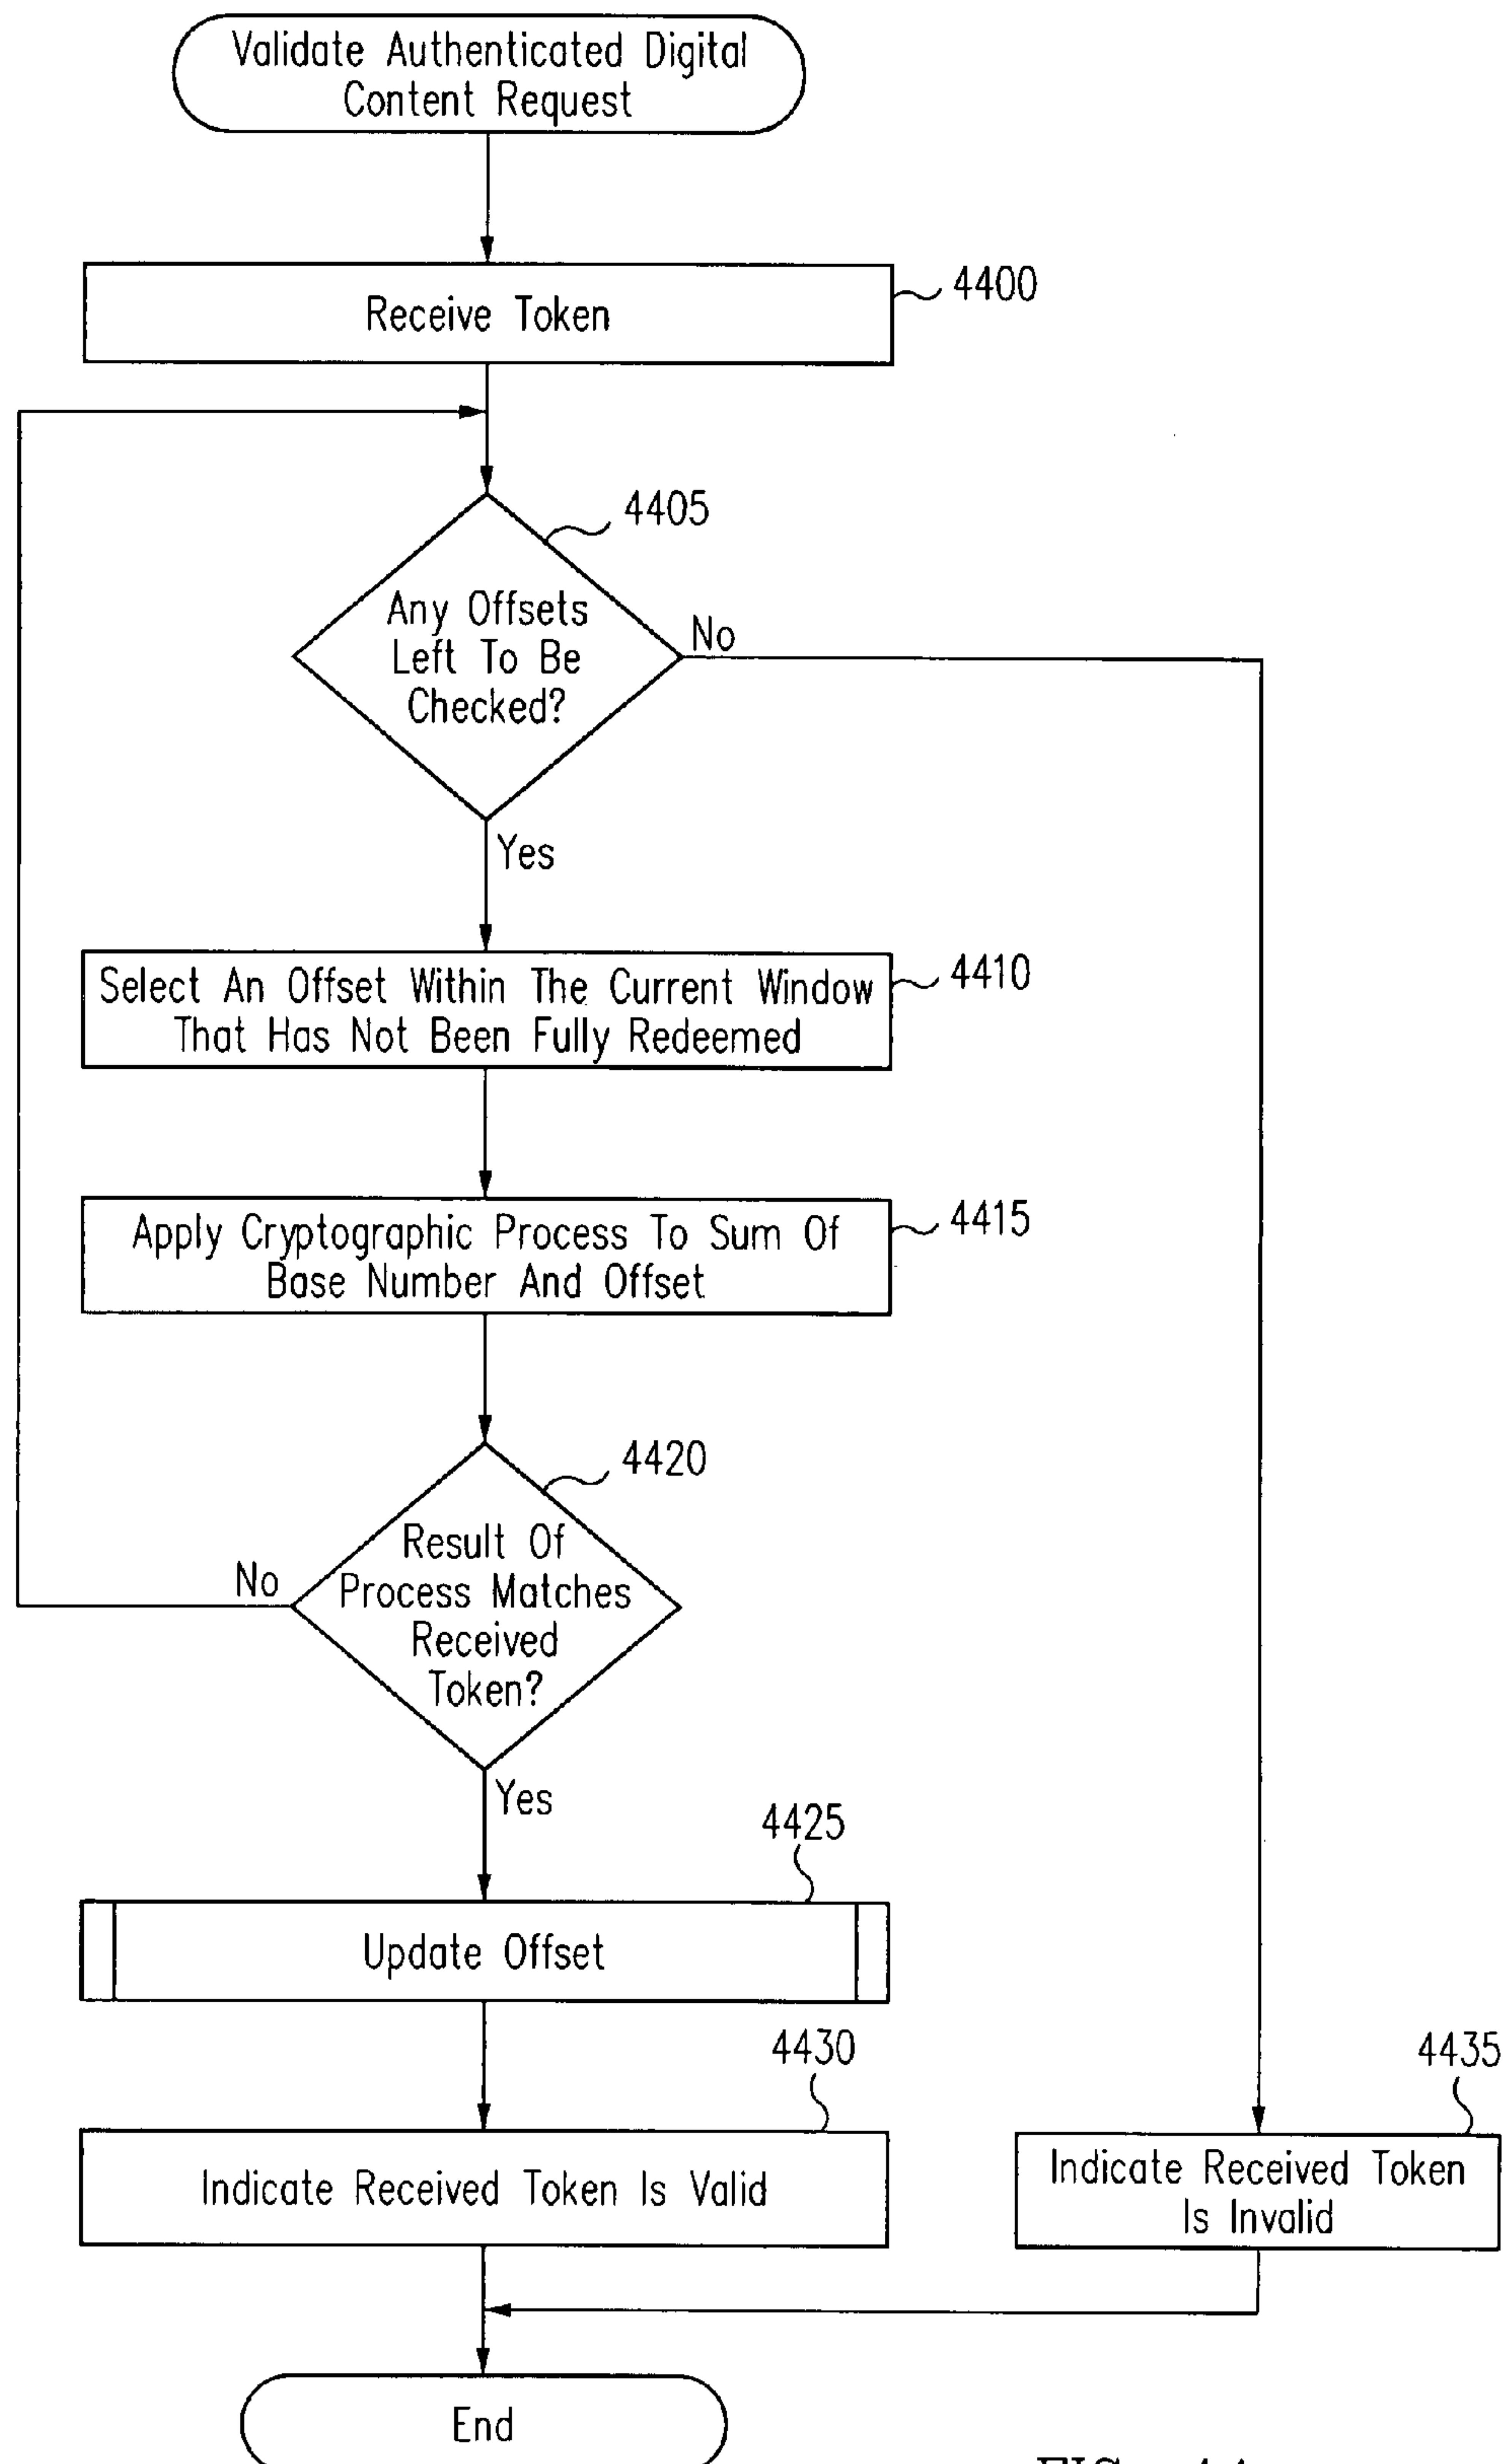 Validate Authenticated Digital
Content Request
Receive Token
4400
4405
Any Offsets
Left To Be
Checked?
No
Yes
Select An Offset Within The Current Window
That Has Not Been Fully Redeemed
4410
Apply Cryptographic Process To Sum Of
Base Number And Offset
4415
4420
Result Of
Process Matches
Received
Token?
No
Yes
4425
Update Offset
4430
Indicate Received Token Is Valid
4435
Indicate Received Token
Is Invalid
End